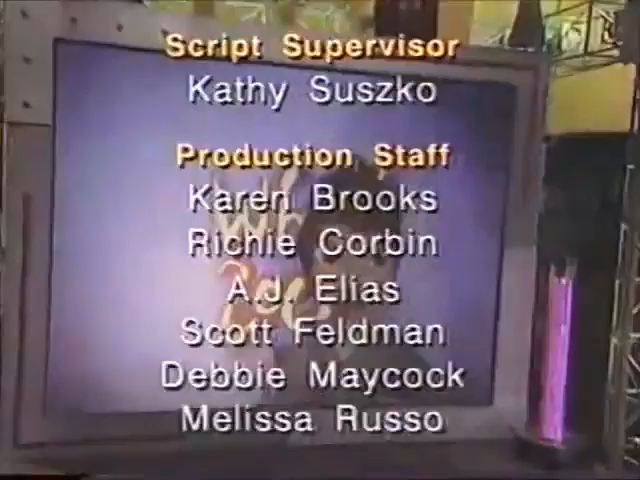 Script Supervisor
Kathy Suszko
Production Staff
Karen Brooks
Richie Corbin
A.J. Elias
Scott Feldman
Debbie Maycock
Melissa Russo